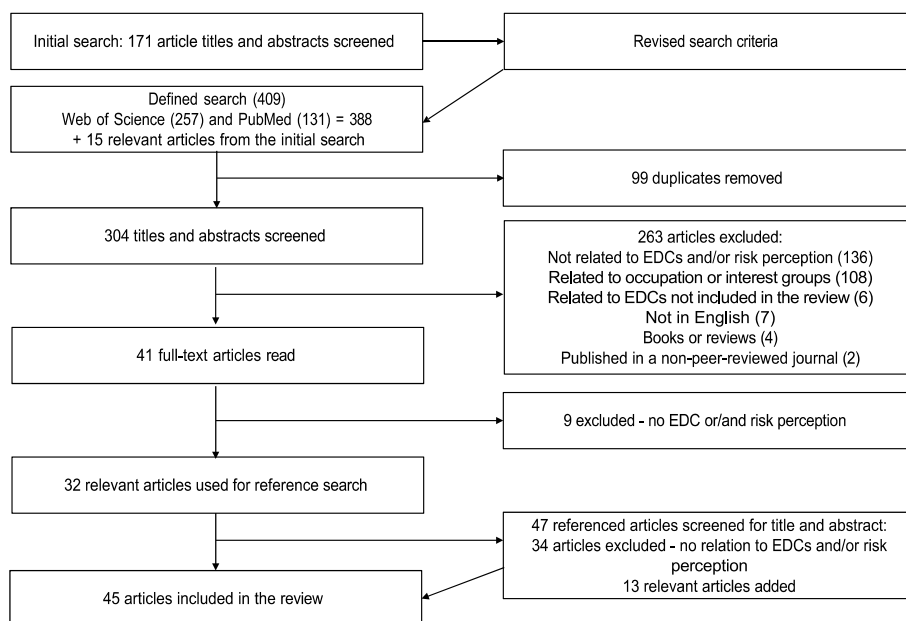 Initial search: 171 article titles and abstracts screened
Revised search criteria
Defined search (409)
Web of Science (257) and PubMed (131) = 388
+ 15 relevant articles from the initial search
99 duplicates removed
304 titles and abstracts screened
263 articles excluded:
Not related to EDCs and/or risk perception (136)
Related to occupation or interest groups (108)
Related to EDCs not included in the review (6)
Not in English (7)
Books or reviews (4)
Published in a non-peer-reviewed journal (2)
41 full-text articles read
9 excluded - no EDC or/and risk perception
32 relevant articles used for reference search
47 referenced articles screened for title and abstract:
34 articles excluded - no relation to EDCs and/or risk
perception
13 relevant articles added
45 articles included in the review